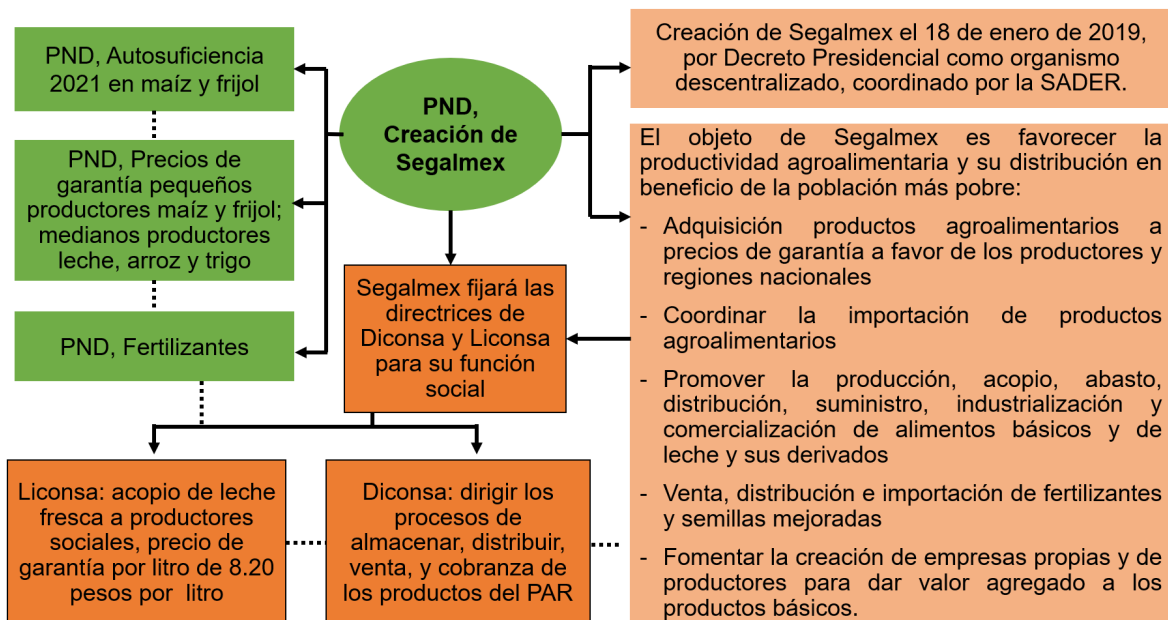 PND, Autosuficiencia
2021 en maíz y frijol
PND, Precios de
garantía pequeños
productores maíz y frijol;
medianos productores
leche, arroz y trigo
PND, Fertilizantes
PND,
Creación de
Segalmex
Segalmex fijará las
directrices de
Diconsa y Liconsa
para su función
social
Liconsa: acopio de leche
fresca a productores
sociales, precio de
garantía por litro de 8.20
pesos por litro
Diconsa: dirigir los
procesos de
almacenar, distribuir,
venta, y cobranza de
los productos del PAR
Creación de Segalmex el 18 de enero de 2019,
por Decreto Presidencial como organismo
descentralizado, coordinado por la SADER.
El objeto de Segalmex es favorecer la
productividad agroalimentaria y su distribución en
beneficio de la población más pobre:
- Adquisición productos agroalimentarios a
precios de garantía a favor de los productores y
regiones nacionales
- Coordinar la importación de productos
agroalimentarios
- Promover la producción, acopio, abasto,
distribución, suministro, industrialización y
comercialización de alimentos básicos y de
leche y sus derivados
- Venta, distribución e importación de fertilizantes
y semillas mejoradas
- Fomentar la creación de empresas propias y de
productores para dar valor agregado a los
productos básicos.